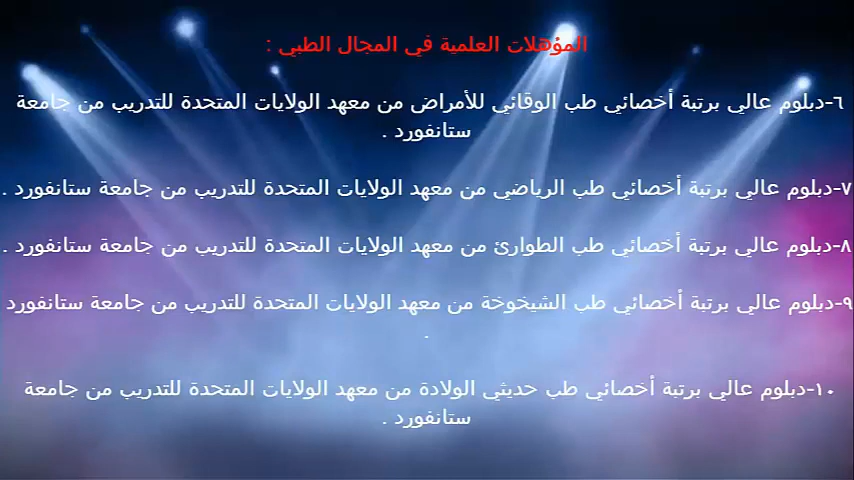 المؤهلات العلمية في المجال الطبي :
٦-دبلوم عالي برتبة أخصائي طب الوقائي للأمراض من معهد الولايات المتحدة للتدريب من جامعة
ستانفورد .
٧-دبلوم عالي برتبة أخصائي طب الرياضي من معهد الولايات المتحدة للتدريب من جامعة ستانفورد .
٨-دبلوم عالي برتبة أخصائي طب الطوارئ من معهد الولايات المتحدة للتدريب من جامعة ستانفورد .
٩-دبلوم عالي برتبة أخصائي طب الشيخوخة من معهد الولايات المتحدة للتدريب من جامعة ستانفورد
.
١٠-دبلوم عالي برتبة أخصائي طب حديثي الولادة من معهد الولايات المتحدة للتدريب من جامعة
ستانفورد .